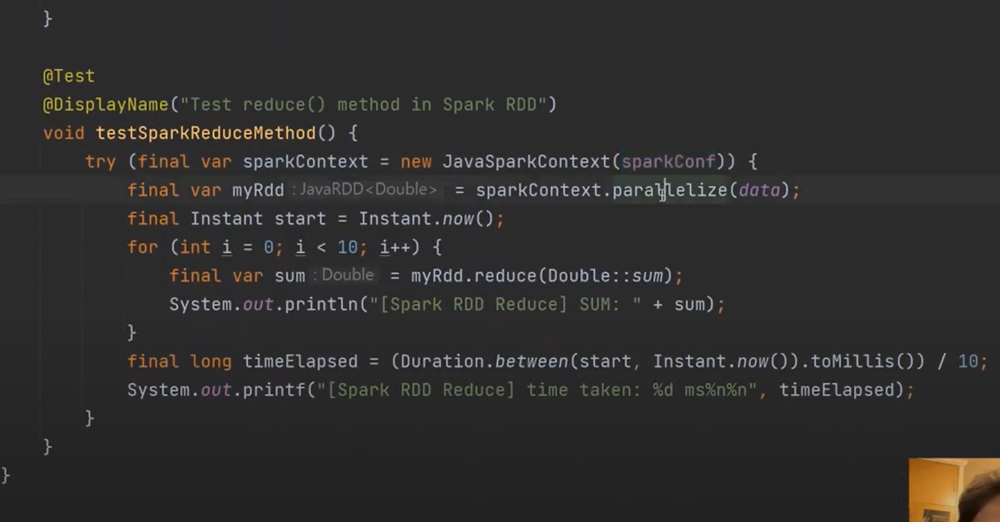 }
@Test
@DisplayName("Test reduce() method in Spark RDD")
void testSparkReduceMethod() {
try (final var sparkContext = new JavaSparkContext(sparkConf)) {
final var myRdd : JavaRDD<Double> = sparkContext.parallelize(data);
final Instant start = Instant.now();
for (int i = 0; i < 10; i++) {
final var sum : Double = myRdd.reduce(Double::sum);
System.out.println("[Spark RDD Reduce] SUM: " + sum);
}
final long timeElapsed = (Duration.between(start, Instant.now()).toMillis()) / 10;
System.out.printf("[Spark RDD Reduce] time taken: %d ms%n%n", timeElapsed);
}
}
}